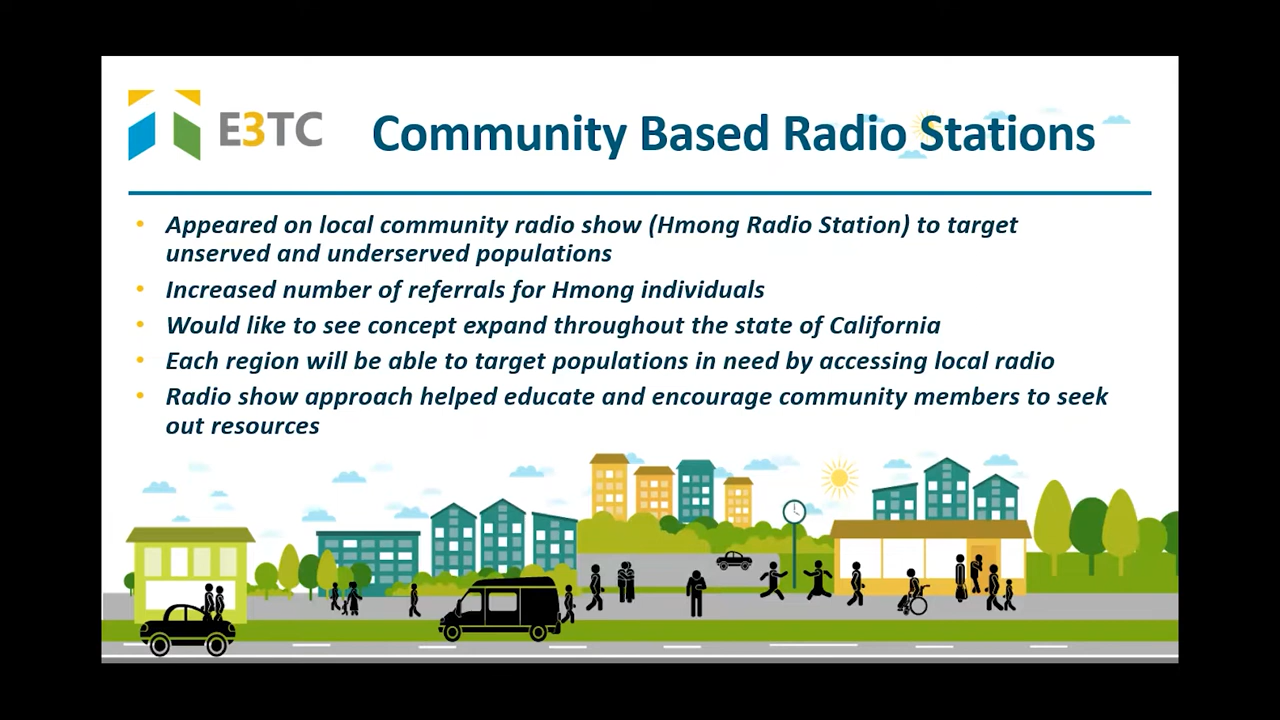 E3TC
Community Based Radio Stations
• Appeared on local community radio show (Hmong Radio Station) to target
unserved and underserved populations
• Increased number of referrals for Hmong individuals
• Would like to see concept expand throughout the state of California
• Each region will be able to target populations in need by accessing local radio
• Radio show approach helped educate and encourage community members to seek
out resources